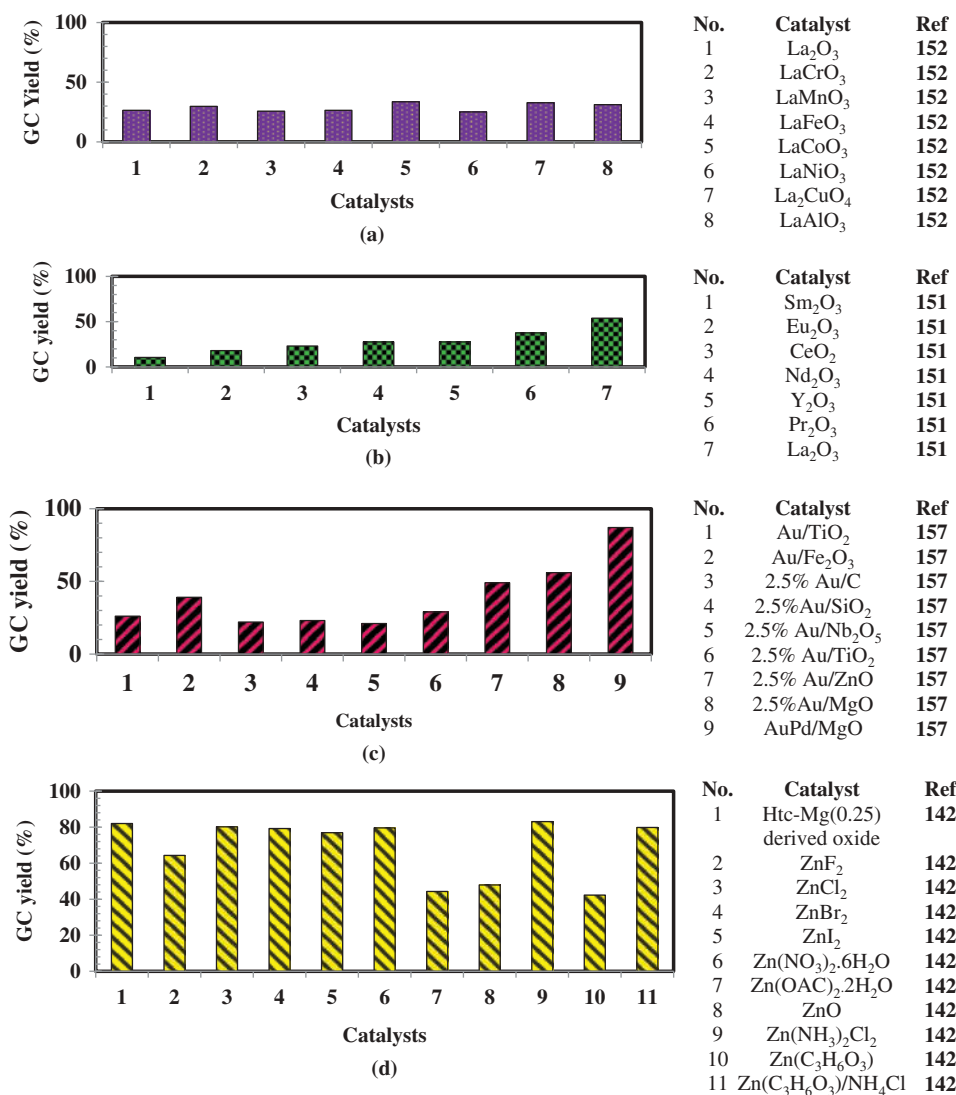 GC Yield (%)
100
50
0
1 2 3 4 5 6 7 8
Catalysts
(a)
No. Catalyst Ref
1 La₂O₃ 152
2 LaCrO₃ 152
3 LaMnO₃ 152
4 LaFeO₃ 152
5 LaCoO₃ 152
6 LaNiO₃ 152
7 La₂CuO₄ 152
8 LaAlO₃ 152
GC yield (%)
100
50
0
1 2 3 4 5 6 7
Catalysts
(b)
No. Catalyst Ref
1 Sm₂O₃ 151
2 Eu₂O₃ 151
3 CeO₂ 151
4 Nd₂O₃ 151
5 Y₂O₃ 151
6 Pr₂O₃ 151
7 La₂O₃ 151
GC yield (%)
100
50
0
1 2 3 4 5 6 7 8 9
Catalysts
(c)
No. Catalyst Ref
1 Au/TiO₂ 157
2 Au/Fe₂O₃ 157
3 2.5% Au/C 157
4 2.5%Au/SiO₂ 157
5 2.5% Au/Nb₂O₅ 157
6 2.5% Au/TiO₂ 157
7 2.5% Au/ZnO 157
8 2.5%Au/MgO 157
9 AuPd/MgO 157
GC yield (%)
100
80
60
40
20
0
1 2 3 4 5 6 7 8 9 10 11
Catalysts
(d)
No. Catalyst Ref
1 Htc-Mg(0.25) 142
derived oxide
2 ZnF₂ 142
3 ZnCl₂ 142
4 ZnBr₂ 142
5 ZnI₂ 142
6 Zn(NO₃)₂.6H₂O 142
7 Zn(OAC)₂.2H₂O 142
8 ZnO 142
9 Zn(NH₃)₂Cl₂ 142
10 Zn(C₃H₆O₃) 142
11 Zn(C₃H₆O₃)/NH₄Cl 142